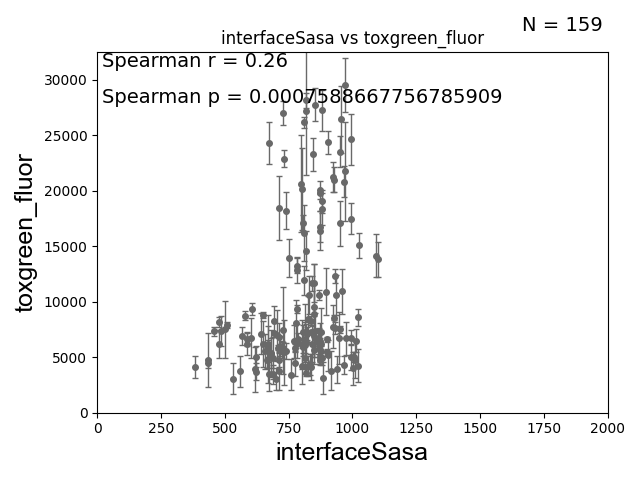 N = 159
interfaceSasa vs toxgreen_fluor
Spearman r = 0.26
Spearman p = 0.0007588667756785909
toxgreen_fluor
30000
25000
20000
15000
10000
5000
0
0 250 500 750 1000 1250 1500 1750 2000
interfaceSasa